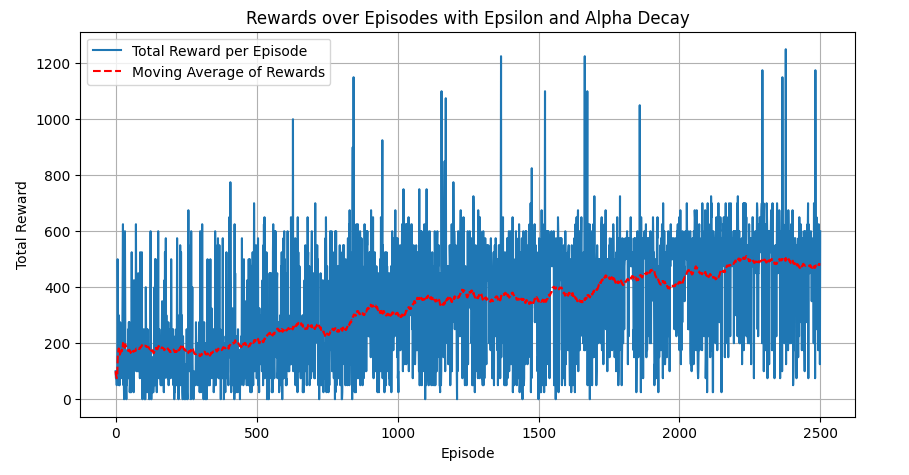 Rewards over Episodes with Epsilon and Alpha Decay
Total Reward per Episode
Moving Average of Rewards
1200
1000
800
600
400
200
0
Total Reward
0 500 1000 1500 2000 2500
Episode